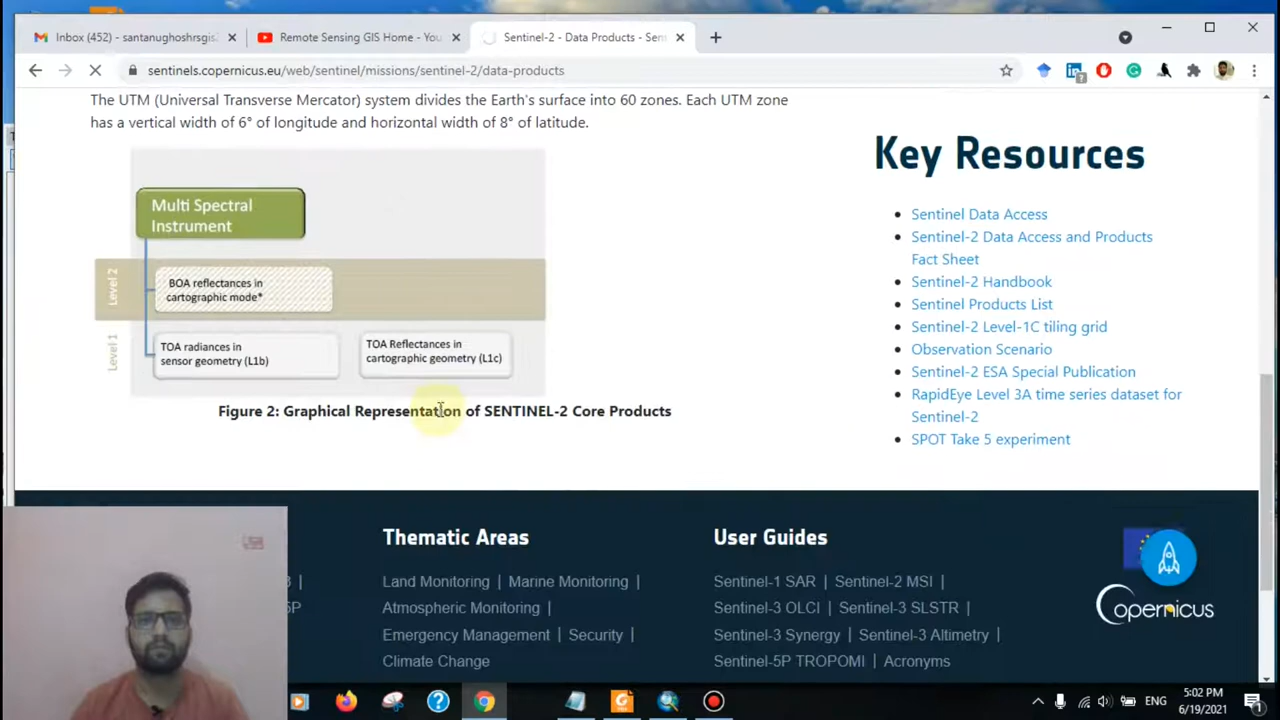 Inbox (452) - santanughoshrsgis
Remote Sensing GIS Home - You
Sentinel-2 - Data Products - Sen
sentinels.copernicus.eu/web/sentinel/missions/sentinel-2/data-products
The UTM (Universal Transverse Mercator) system divides the Earth's surface into 60 zones. Each UTM zone
has a vertical width of 6° of longitude and horizontal width of 8° of latitude.
Multi Spectral
Instrument
Level 2
BOA reflectances in
cartographic mode*
Level 1
TOA radiances in
sensor geometry (L1b)
TOA Reflectances in
cartographic geometry (L1c)
Figure 2: Graphical Representation of SENTINEL-2 Core Products
Key Resources
Sentinel Data Access
Sentinel-2 Data Access and Products
Fact Sheet
Sentinel-2 Handbook
Sentinel Products List
Sentinel-2 Level-1C tiling grid
Observation Scenario
Sentinel-2 ESA Special Publication
RapidEye Level 3A time series dataset for
Sentinel-2
SPOT Take 5 experiment
Thematic Areas
Land Monitoring | Marine Monitoring |
Atmospheric Monitoring |
Emergency Management | Security |
Climate Change
User Guides
Sentinel-1 SAR | Sentinel-2 MSI |
Sentinel-3 OLCI | Sentinel-3 SLSTR |
Sentinel-3 Synergy | Sentinel-3 Altimetry |
Sentinel-5P TROPOMI | Acronyms
Copernicus
ENG
5:02 PM
6/19/2021